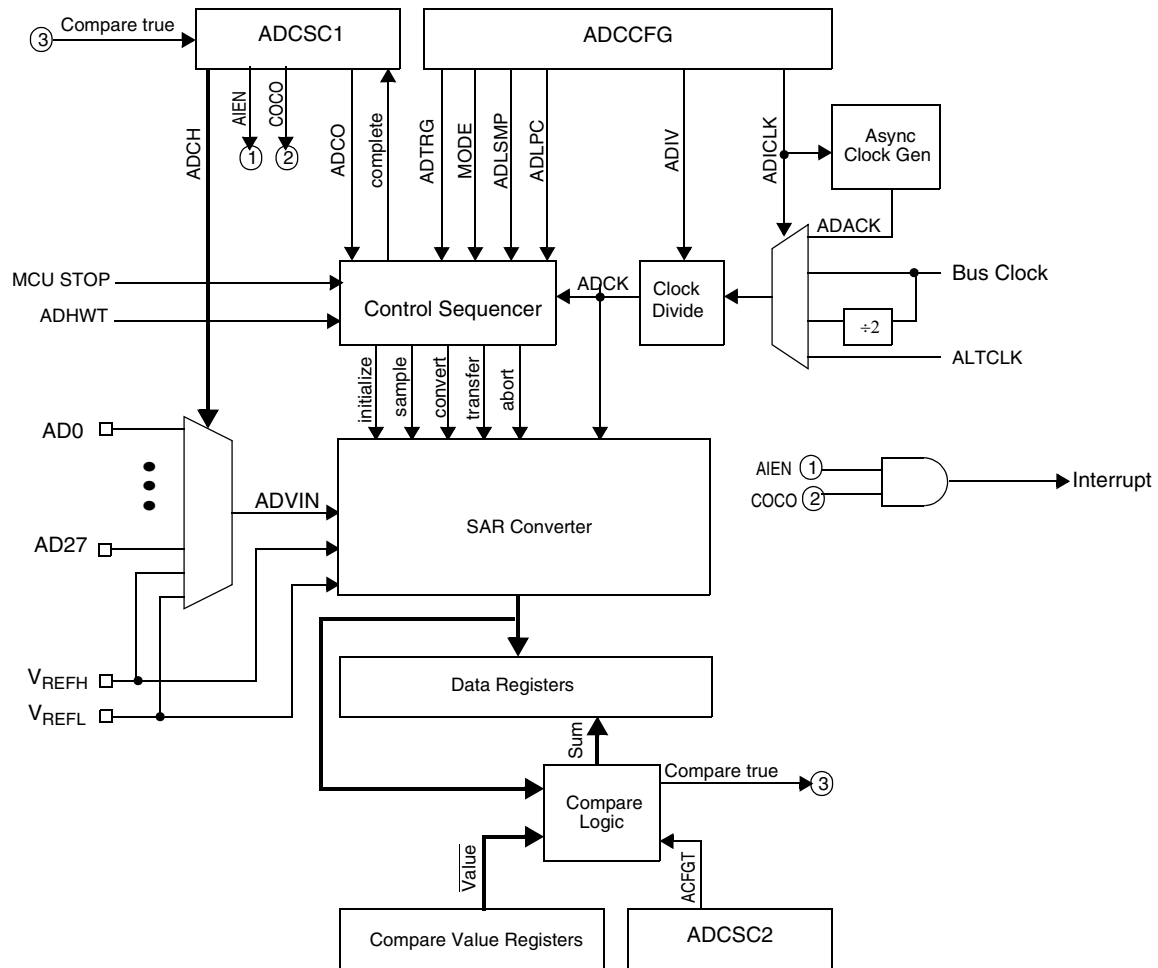 3 Compare true
ADCSC1
ADCCFG
ADCH
AIEN
COCO
1
2
ADCO
complete
ADTRG
MODE
ADLSMP
ADLPC
ADIV
ADICLK
Async
Clock Gen
ADACK
MCU STOP
ADHWT
Control Sequencer
ADCK
Clock
Divide
Bus Clock
÷2
ALTCLK
initialize
sample
convert
transfer
abort
AD0
AD27
ADVIN
SAR Converter
AIEN 1
COCO 2
Interrupt
VREFH
VREFL
Data Registers
Sum
Compare true 3
Compare
Logic
Value
ACFGT
Compare Value Registers
ADCSC2